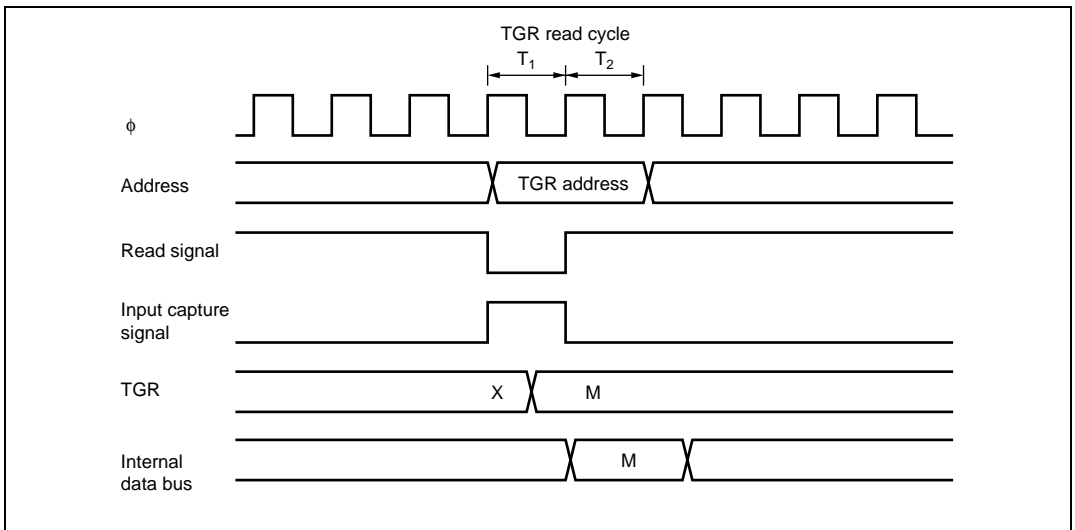 TGR read cycle
T₁ T₂
ϕ
Address
TGR address
Read signal
Input capture
signal
TGR
X
M
Internal
data bus
M